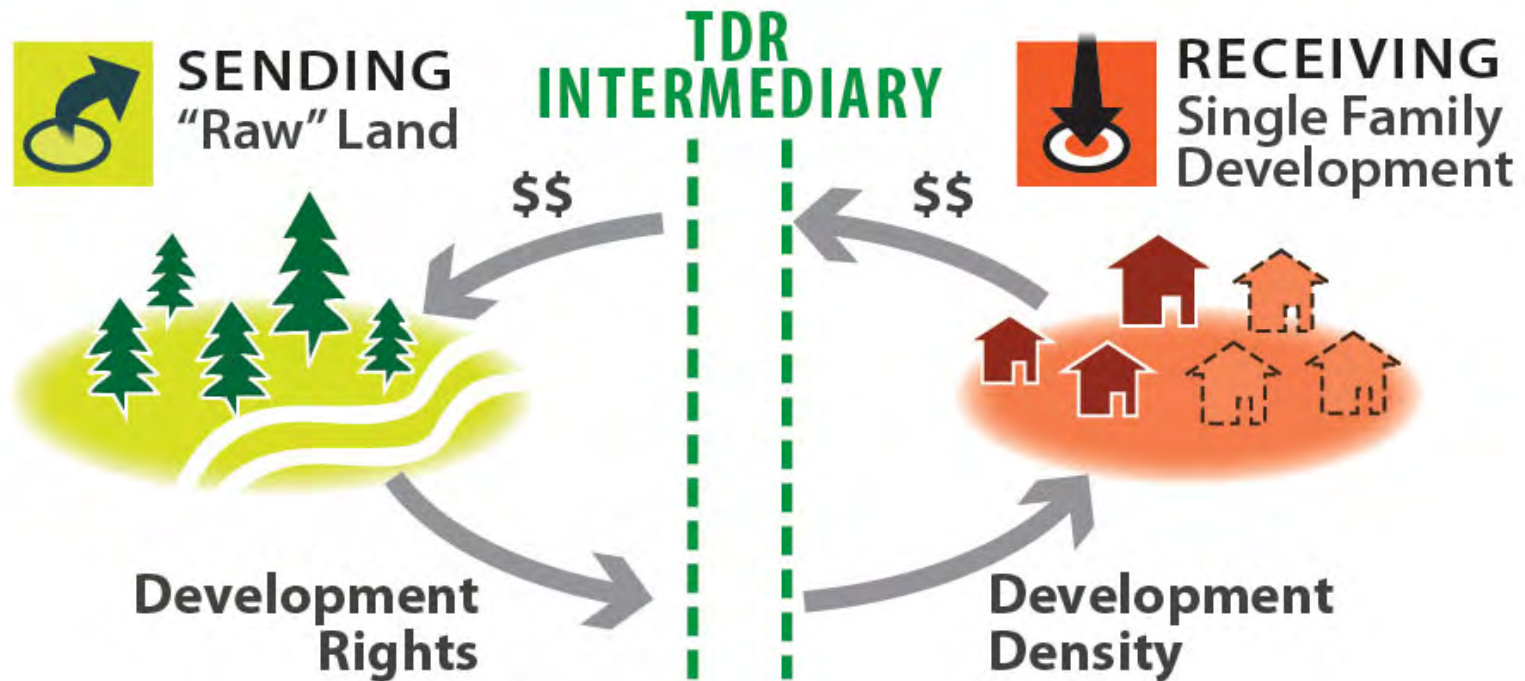 SENDING
“Raw” Land
TDR
INTERMEDIARY
RECEIVING
Single Family
Development
$$
$$
Development
Rights
Development
Density